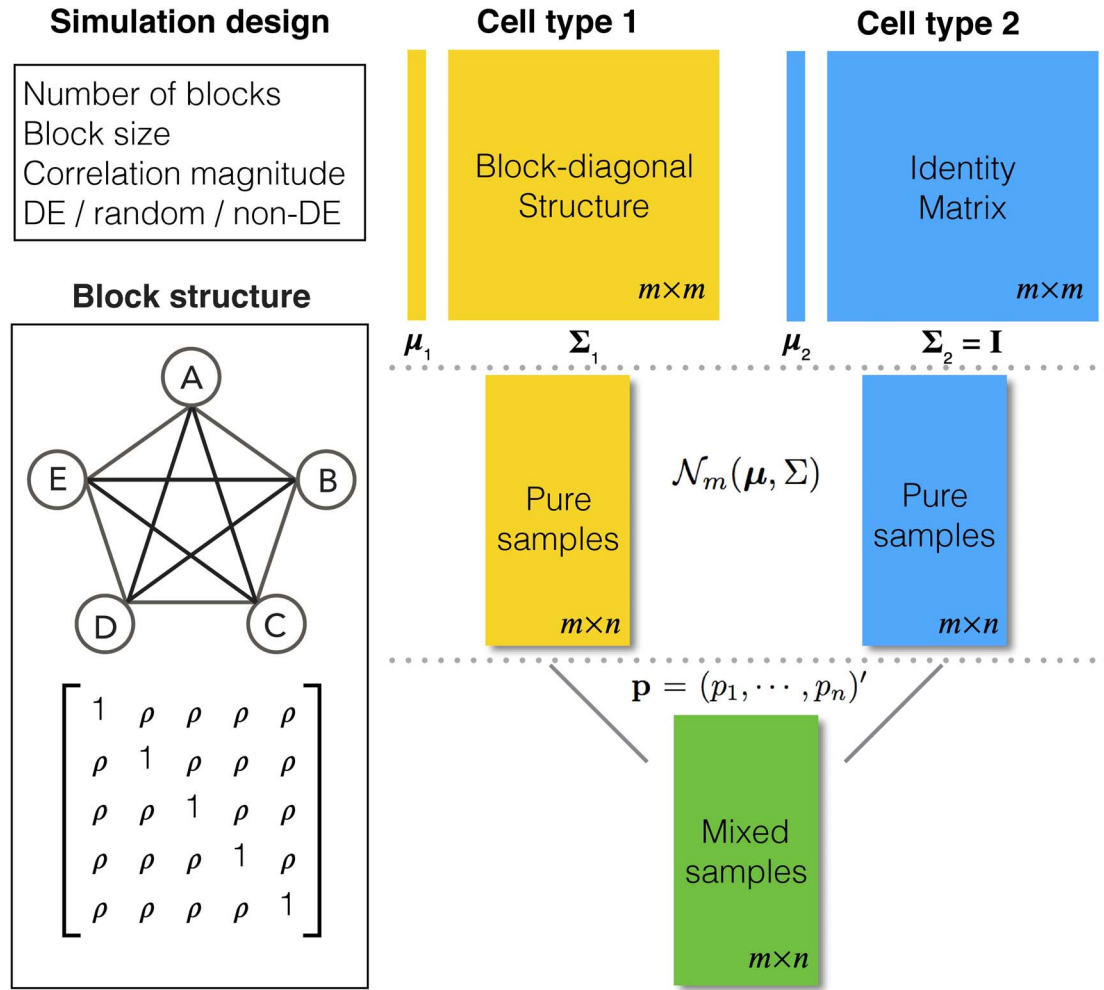 Simulation design
Number of blocks
Block size
Correlation magnitude
DE / random / non-DE
Block structure
A
E
B
D
C
1 ρ ρ ρ ρ
ρ 1 ρ ρ ρ
ρ ρ 1 ρ ρ
ρ ρ ρ 1 ρ
ρ ρ ρ ρ 1
Cell type 1
Cell type 2
Block-diagonal
Structure
m×m
Identity
Matrix
m×m
μ₁
Σ₁
μ₂
Σ₂ = I
Pure
samples
m×n
𝒩ₘ(μ, Σ)
Pure
samples
m×n
p = (p₁, ⋯ , pₙ)′
Mixed
samples
m×n